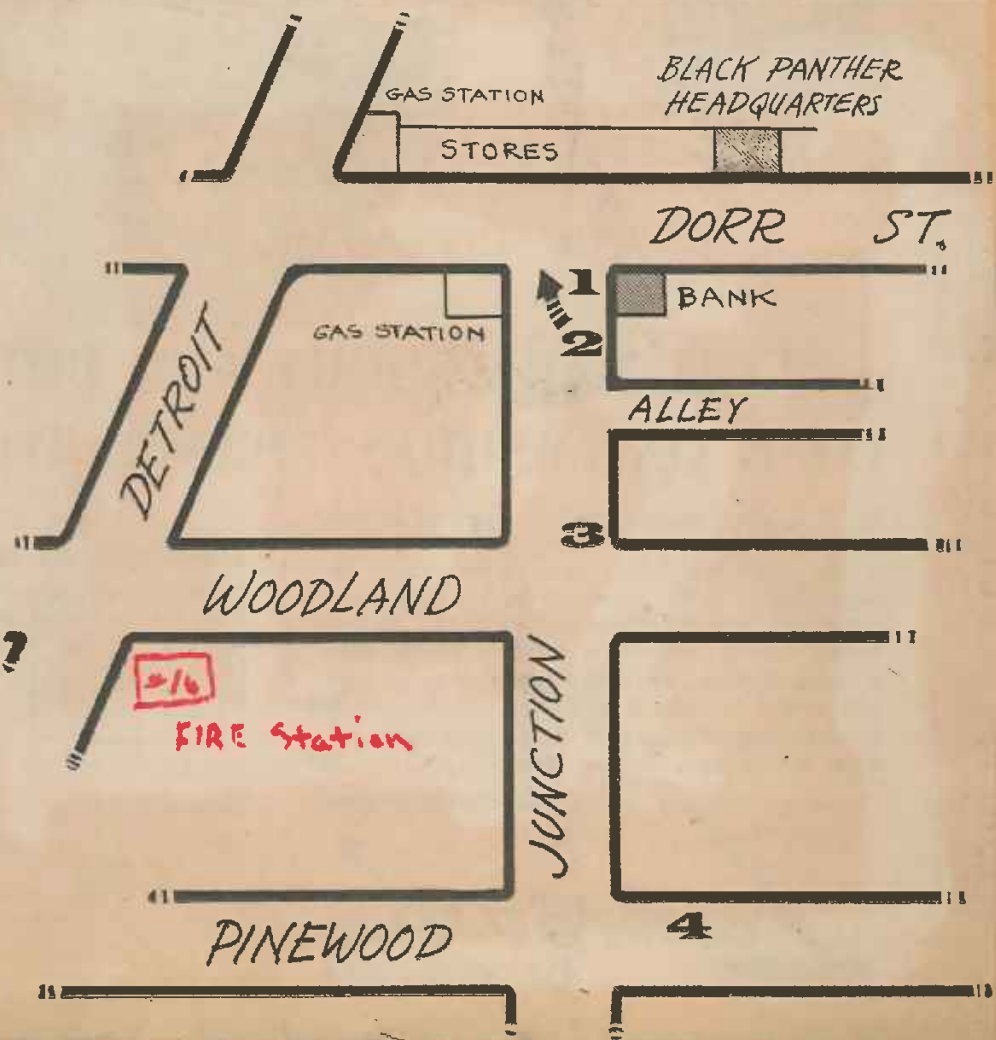 GAS STATION
BLACK PANTHER
HEADQUARTERS
STORES
DORR ST.
1
BANK
GAS STATION
2
ALLEY
DETROIT
3
WOODLAND
FIRE Station
JUNCTION
PINEWOOD
4